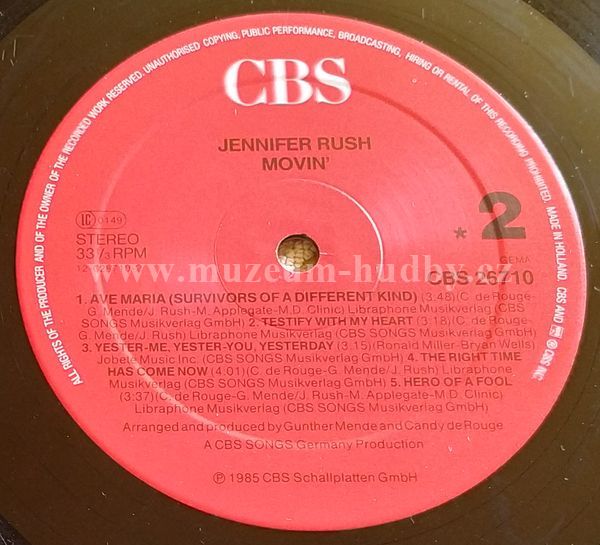 ALL RIGHTS OF THE PRODUCER AND OF THE OWNER OF THE RECORDED WORK RESERVED. UNAUTHORISED COPYING, PUBLIC PERFORMANCE, BROADCASTING, HIRING OR RENTAL OF THIS RECORDING PROHIBITED. MADE IN HOLLAND. CBS AND ® CBS INC
CBS
JENNIFER RUSH
MOVIN'
LC 0149
STEREO
33 1/3 RPM
* 2
GEMA
CBS 26710
www.muzeum-hudby.cz
1. AVE MARIA (SURVIVORS OF A DIFFERENT KIND) (3:48)(C. de Rouge-
G. Mende/J. Rush-M. Applegate-M.D. Clinic) Libraphone Musikverlag (CBS
SONGS Musikverlag GmbH) 2. TESTIFY WITH MY HEART (3:18)(C. de Rouge-
G. Mende/J. Rush) Libraphone Musikverlag (CBS SONGS Musikverlag GmbH)
3. YESTER-ME, YESTER-YOU, YESTERDAY (3.15)(Ronald Miller-Bryan Wells)
Jobete Music Inc. (CBS SONGS Musikverlag GmbH) 4. THE RIGHT TIME
HAS COME NOW (4:01)(C. de Rouge-G. Mende/J. Rush) Libraphone
Musikverlag (CBS SONGS Musikverlag GmbH) 5. HERO OF A FOOL
(3:37)(C. de Rouge-G. Mende/J. Rush-M. Applegate-M.D. Clinic)
Libraphone Musikverlag (CBS SONGS Musikverlag GmbH)
Arranged and produced by Gunther Mende and Candy de Rouge
A CBS SONGS Germany Production
℗ 1985 CBS Schallplatten GmbH